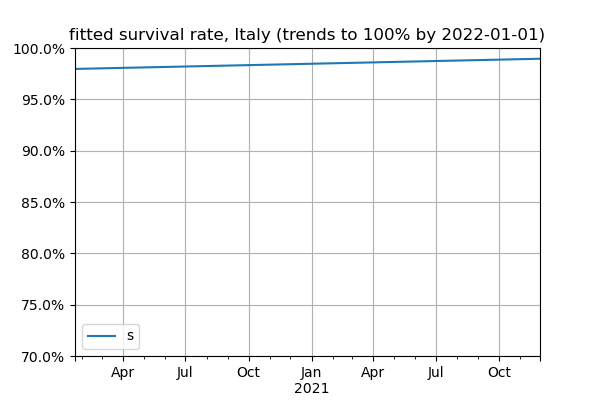 fitted survival rate, Italy (trends to 100% by 2022-01-01)
100.0%
95.0%
90.0%
85.0%
80.0%
75.0%
70.0%
s
Apr Jul Oct Jan Apr Jul Oct
2021